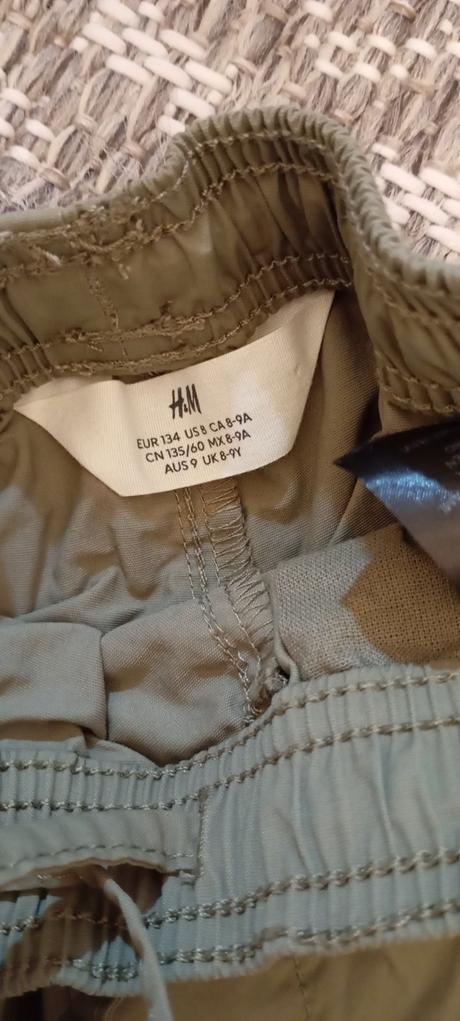 H&M
EUR 134 US 8 CA 8-9A
CN 135/60 MX 8-9A
AUS 9 UK 8-9Y